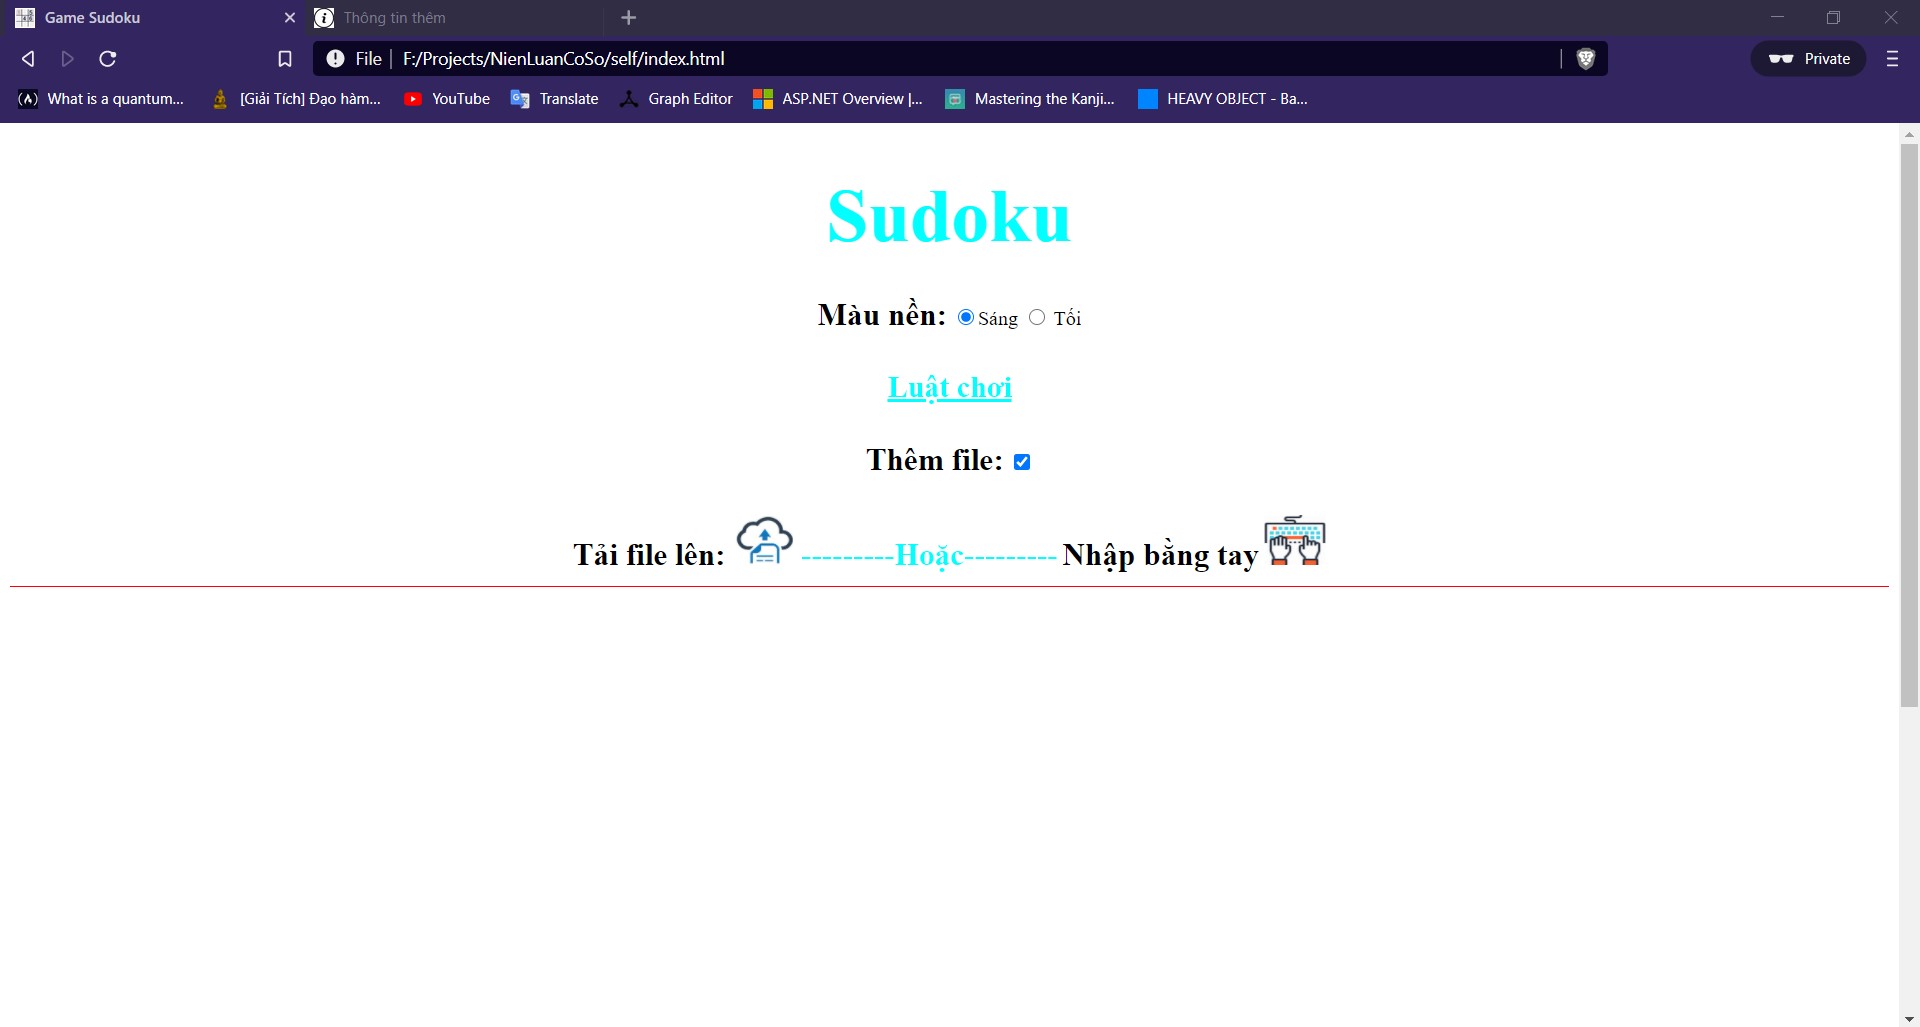 Game Sudoku
Thông tin thêm
File F:/Projects/NienLuanCoSo/self/index.html
Private
What is a quantum... [Giải Tích] Đạo hàm... YouTube Translate Graph Editor ASP.NET Overview |... Mastering the Kanji... HEAVY OBJECT - Ba...
Sudoku
Màu nền: Sáng Tối
Luật chơi
Thêm file:
Tải file lên: ---------Hoặc--------- Nhập bằng tay